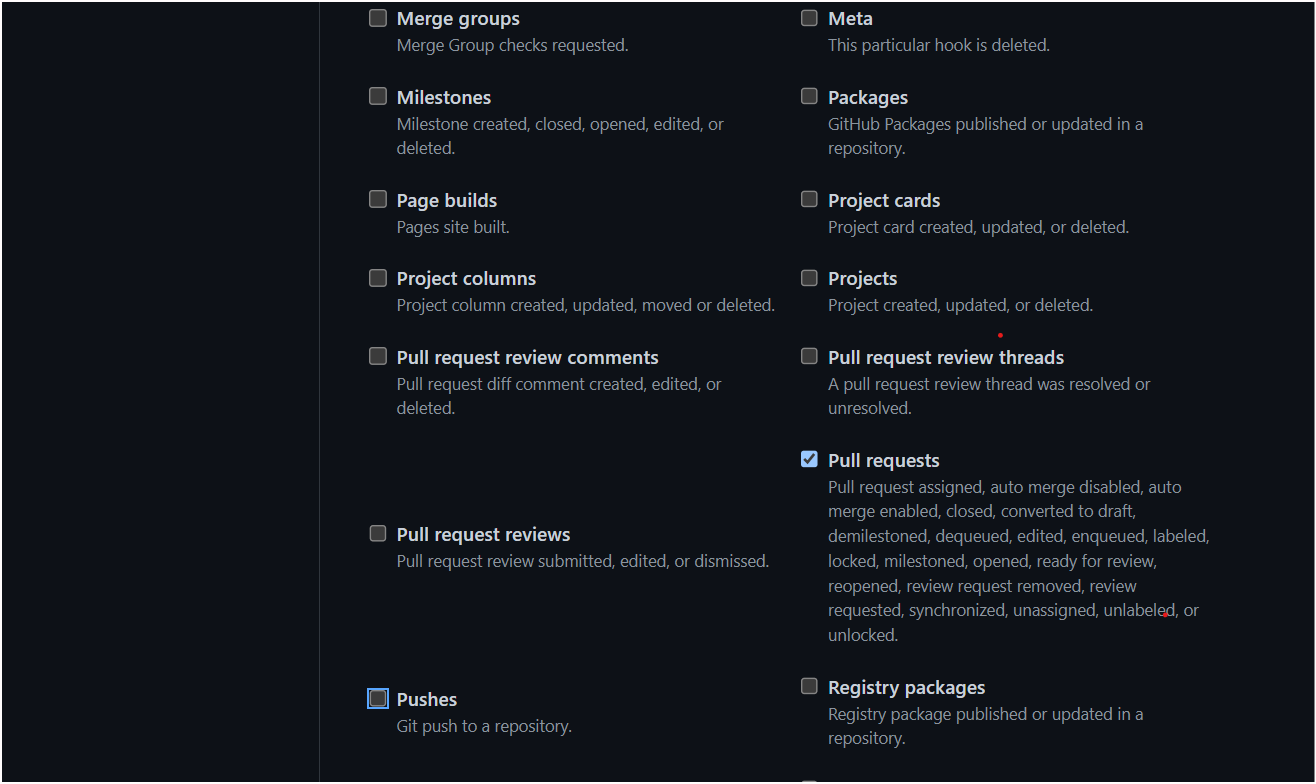 Merge groups
Merge Group checks requested.
Meta
This particular hook is deleted.
Milestones
Milestone created, closed, opened, edited, or
deleted.
Packages
GitHub Packages published or updated in a
repository.
Page builds
Pages site built.
Project cards
Project card created, updated, or deleted.
Project columns
Project column created, updated, moved or deleted.
Projects
Project created, updated, or deleted.
Pull request review comments
Pull request diff comment created, edited, or
deleted.
Pull request review threads
A pull request review thread was resolved or
unresolved.
Pull request reviews
Pull request review submitted, edited, or dismissed.
Pull requests
Pull request assigned, auto merge disabled, auto
merge enabled, closed, converted to draft,
demilestoned, dequeued, edited, enqueued, labeled,
locked, milestoned, opened, ready for review,
reopened, review request removed, review
requested, synchronized, unassigned, unlabeled, or
unlocked.
Pushes
Git push to a repository.
Registry packages
Registry package published or updated in a
repository.